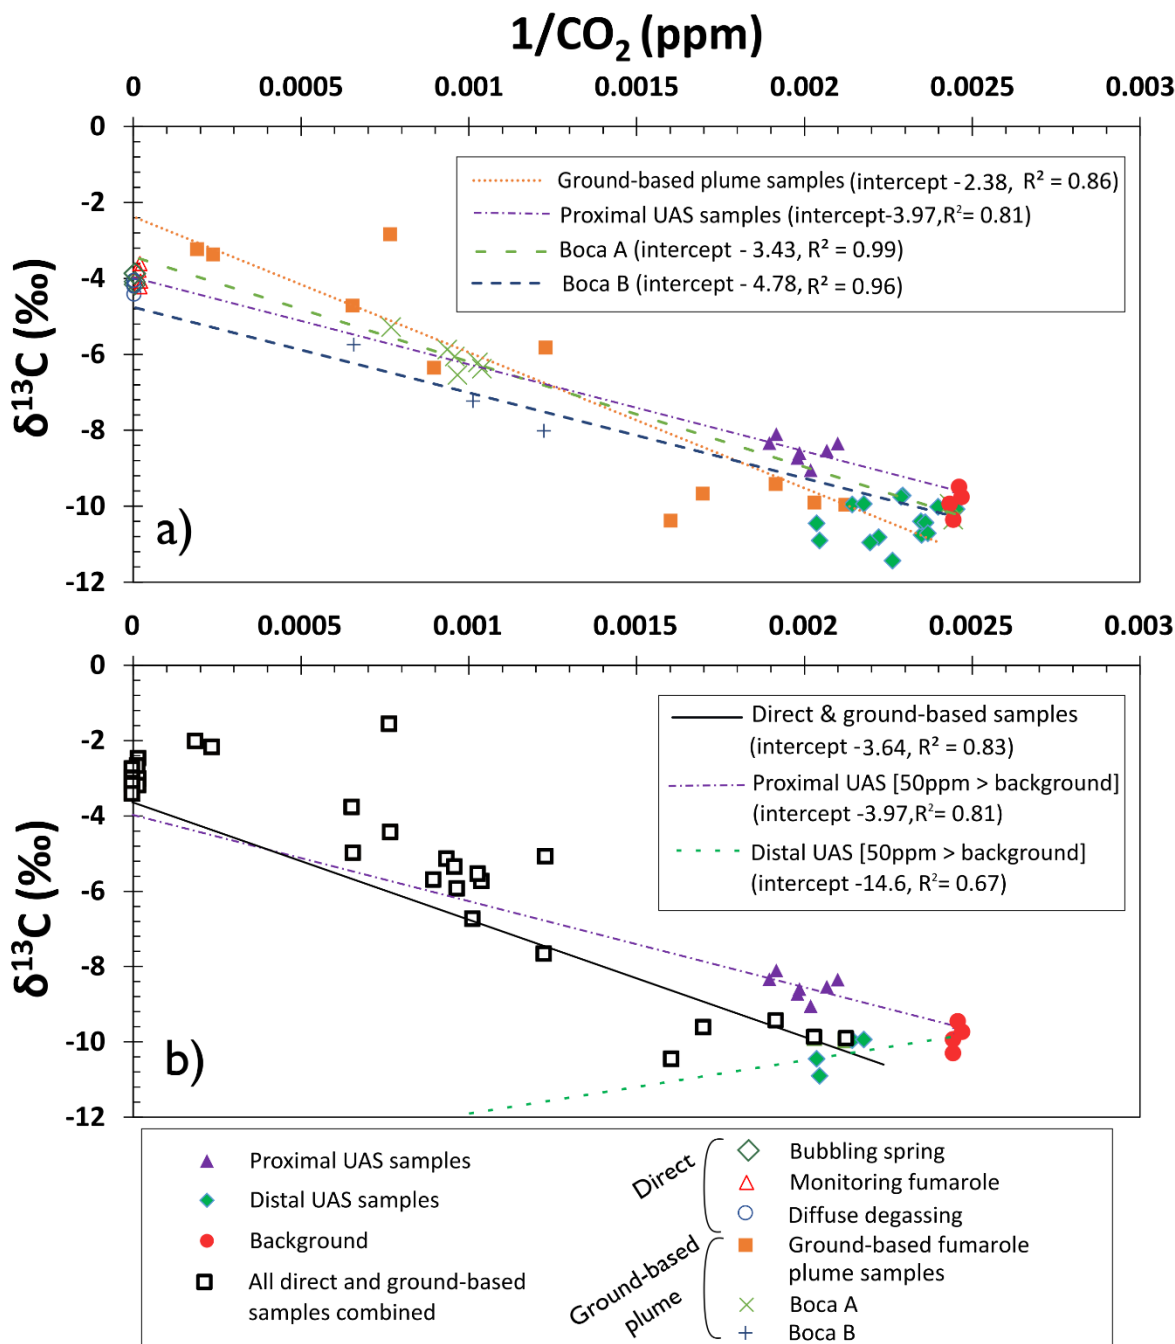 1/CO₂ (ppm)
0 0.0005 0.001 0.0015 0.002 0.0025 0.003
0
-2
-4
-6
-8
-10
-12
δ¹³C (‰)
Ground-based plume samples (intercept -2.38, R² = 0.86)
Proximal UAS samples (intercept-3.97,R²= 0.81)
Boca A (intercept - 3.43, R² = 0.99)
Boca B (intercept - 4.78, R² = 0.96)
a)
0 0.0005 0.001 0.0015 0.002 0.0025 0.003
0
-2
-4
-6
-8
-10
-12
δ¹³C (‰)
Direct & ground-based samples
(intercept -3.64, R² = 0.83)
Proximal UAS [50ppm > background]
(intercept -3.97,R²= 0.81)
Distal UAS [50ppm > background]
(intercept -14.6, R²= 0.67)
b)
Proximal UAS samples
Distal UAS samples
Background
All direct and ground-based
samples combined
Direct
Bubbling spring
Monitoring fumarole
Diffuse degassing
Ground-based
plume
Ground-based fumarole
plume samples
Boca A
Boca B